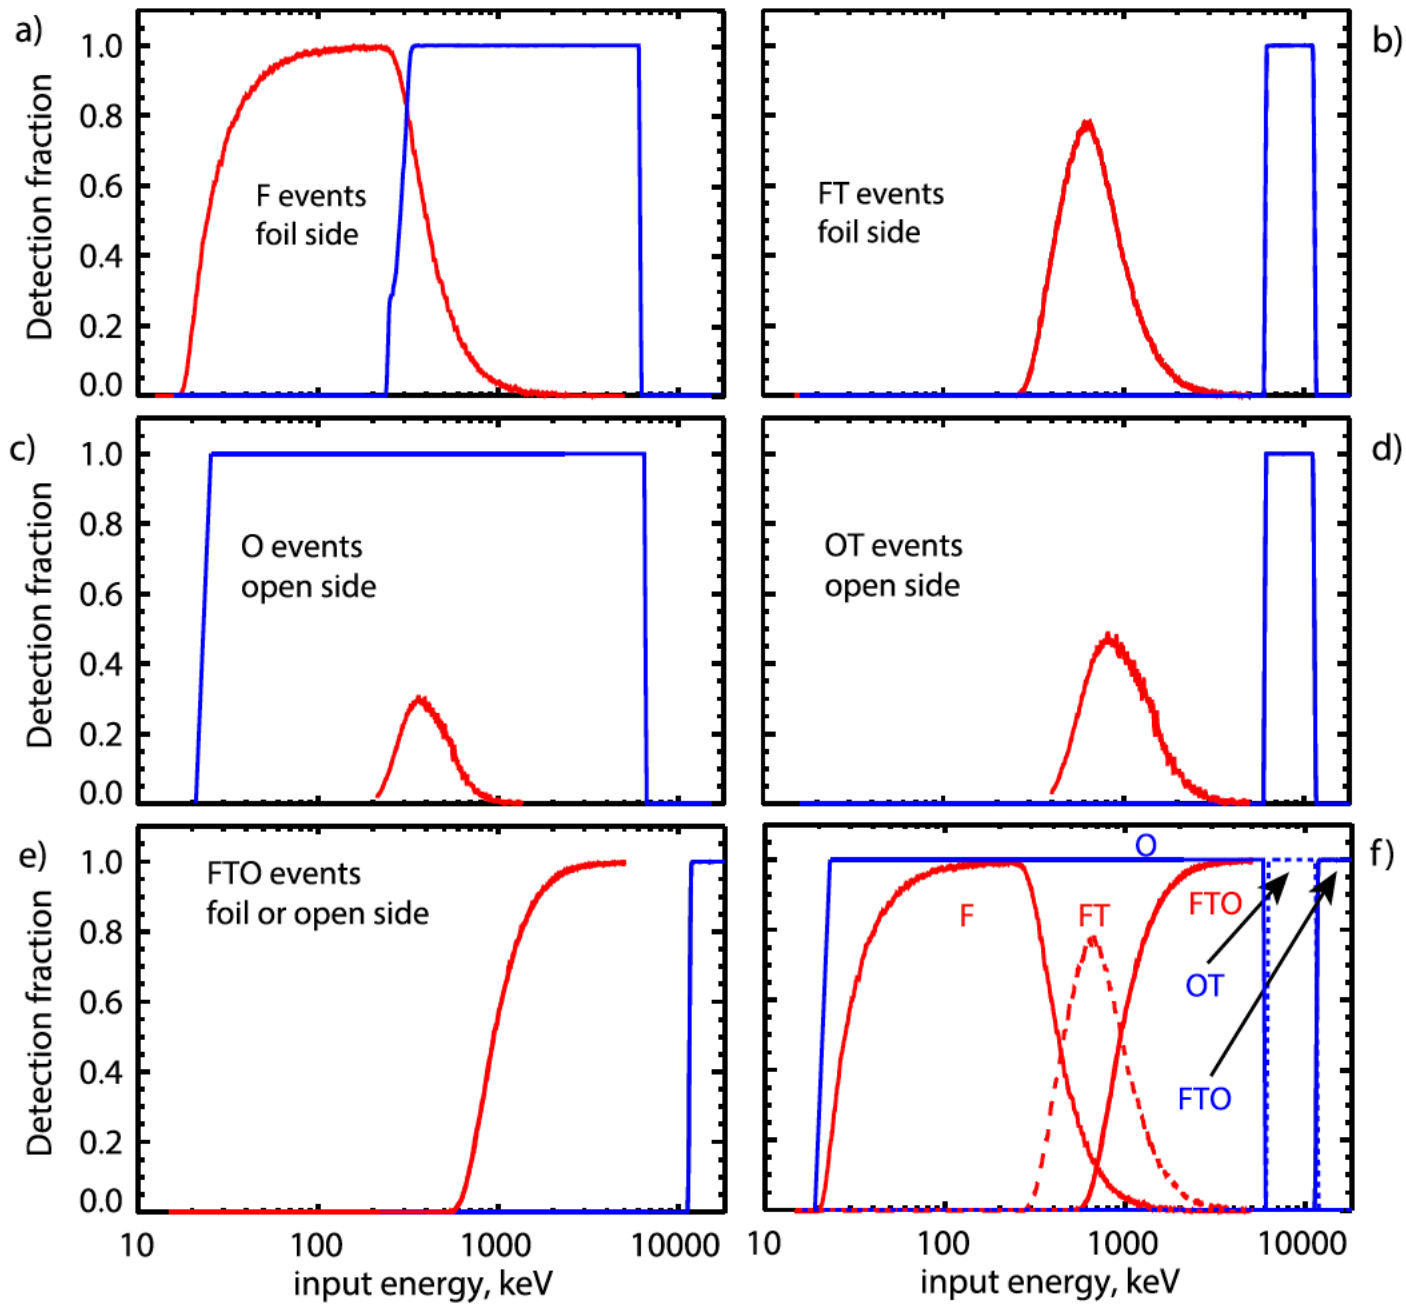 a)
1.0
0.8
0.6
0.4
0.2
0.0
Detection fraction
F events
foil side
b)
FT events
foil side
c)
1.0
0.8
0.6
0.4
0.2
0.0
Detection fraction
O events
open side
d)
OT events
open side
e)
1.0
0.8
0.6
0.4
0.2
0.0
Detection fraction
FTO events
foil or open side
10 100 1000 10000
input energy, keV
f)
O
F FT FTO
OT
FTO
10 100 1000 10000
input energy, keV